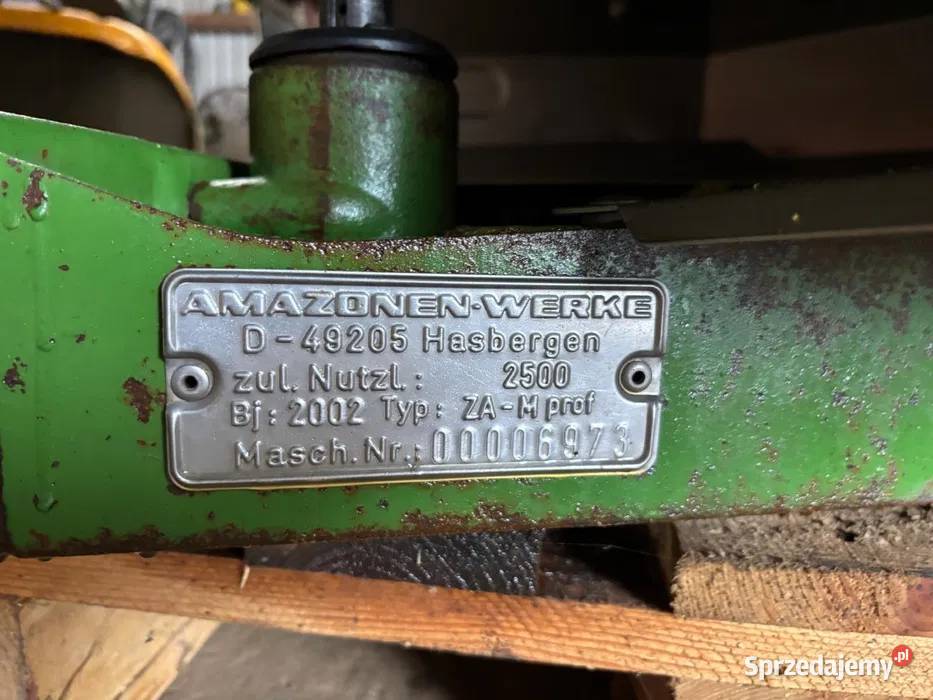 AMAZONEN-WERKE
D-49205 Hasbergen
zul. Nutzl.: 2500
Bj: 2002 Typ: ZA-M prof
Masch.Nr.: 00006973
Sprzedajemy.pl